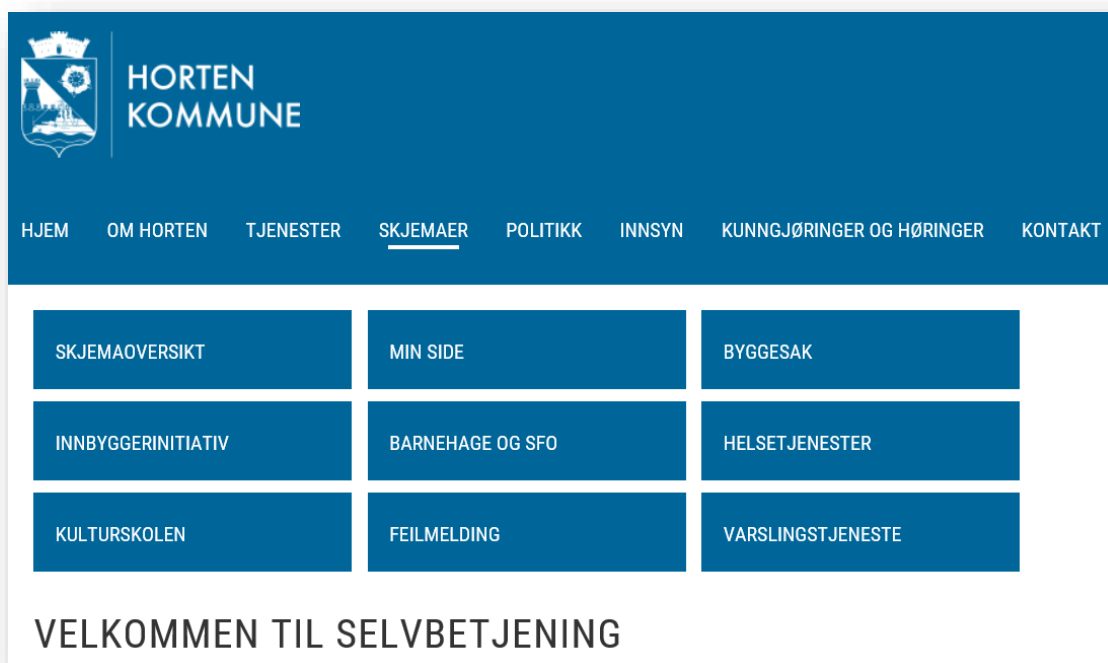 HORTEN
KOMMUNE
HJEM OM HORTEN TJENESTER SKJEMAER POLITIKK INNSYN KUNNGJØRINGER OG HØRINGER KONTAKT
SKJEMAOVERSIKT MIN SIDE BYGGESAK
INNBYGGERINITIATIV BARNEHAGE OG SFO HELSETJENESTER
KULTURSKOLEN FEILMELDING VARSLINGSTJENESTE
VELKOMMEN TIL SELVBETJENING